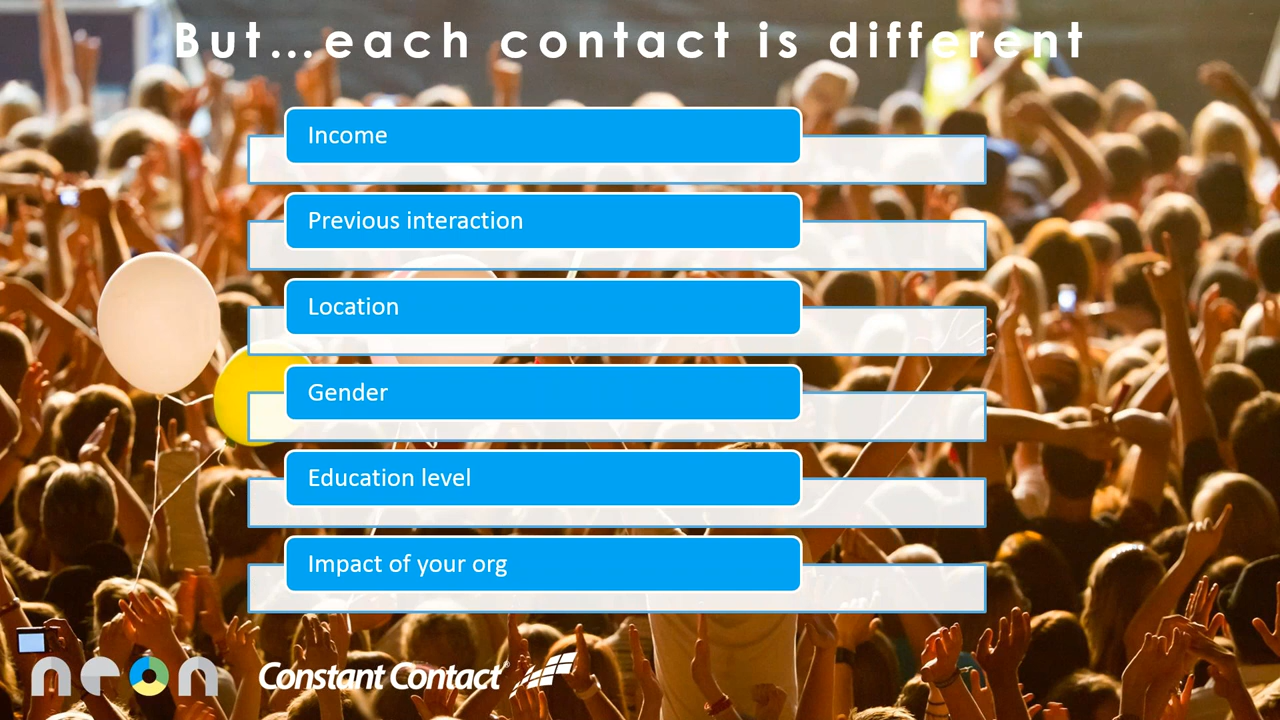 But...each contact is different
Income
Previous interaction
Location
Gender
Education level
Impact of your org
neon
Constant Contact®